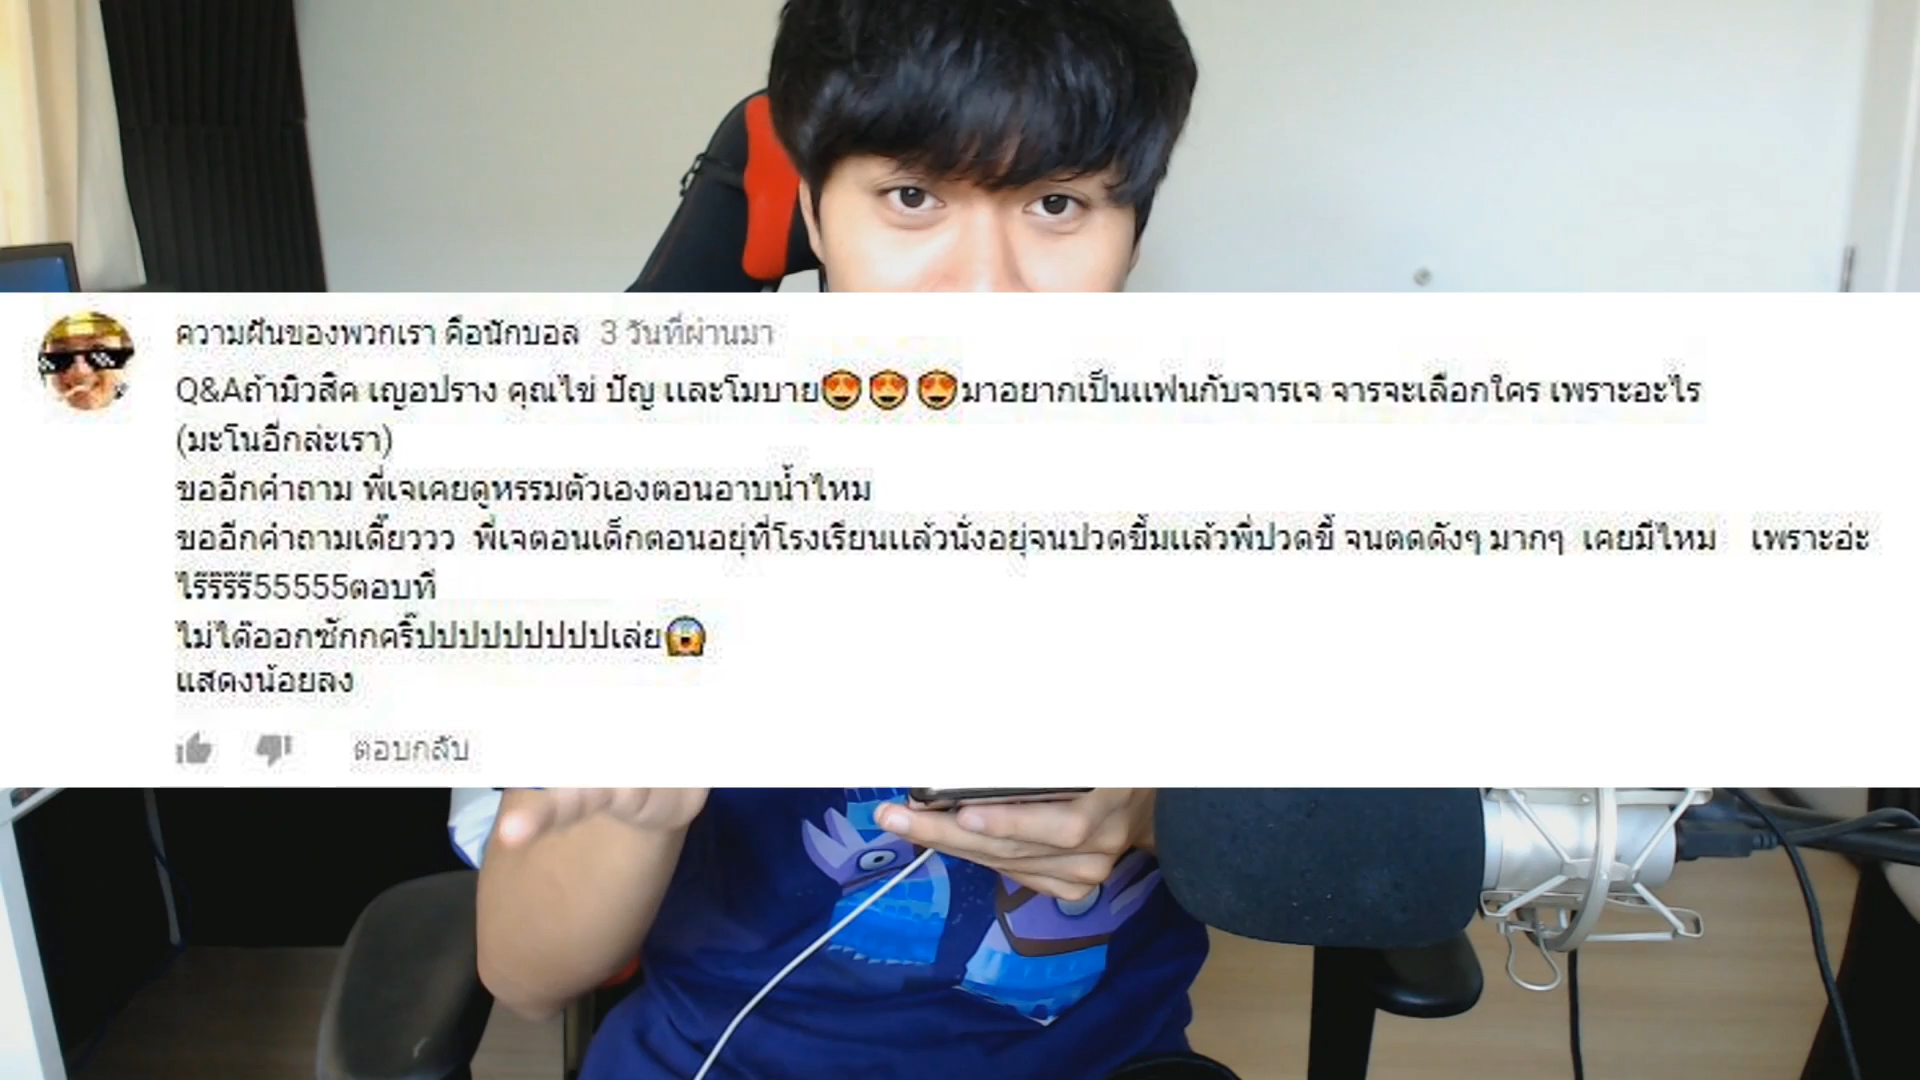 ความฝันของพวกเรา คือนักบอล 3 วันที่ผ่านมา
Q&Aถ้ามิวสิค เญอปราง คุณไข่ ปัญ และโมบาย😍😍😍มาอยากเป็นแฟนกับจารเจ จารจะเลือกใคร เพราะอะไร
(มะโนอีกล่ะเรา)
ขออีกคำถาม พี่เจเคยดูหรรมตัวเองตอนอาบน้ำไหม
ขออีกคำถามเดี๊ยววว พี่เจตอนเด็กตอนอยุ่ที่โรงเรียนแล้วนั่งอยุ่จนปวดขี้มแล้วพี่ปวดขี้ จนตดดังๆ มากๆ เคยมีไหม เพราะอ่ะ
ไร๊ริริริริ55555ตอบที
ไม่ได้ออกซักกคริ๊ปปปปปปปปปปเล่ย😱
แสดงน้อยลง
ตอบกลับ